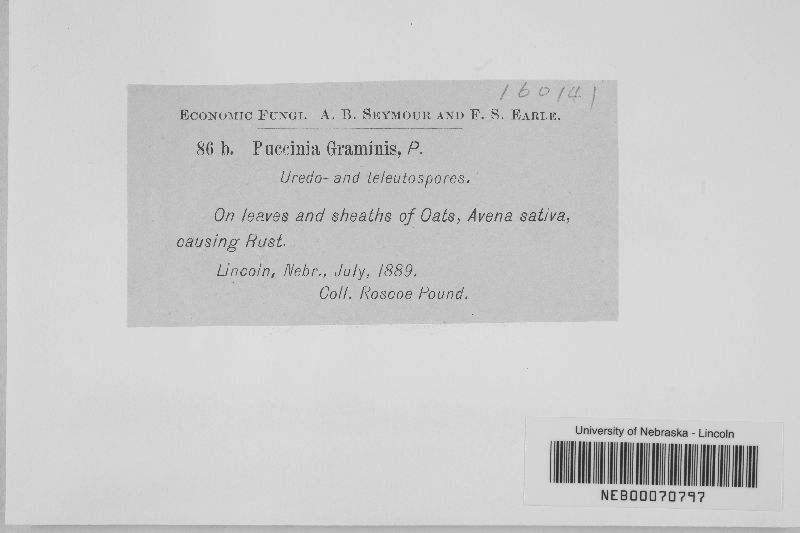 160141
ECONOMIC FUNGI. A. B. SEYMOUR AND F. S. EARLE.
86 b. Puccinia Graminis, P.
Uredo- and teleutospores.
On leaves and sheaths of Oats, Avena sativa,
causing Rust.
Lincoln, Nebr., July, 1889.
Coll. Roscoe Pound.
University of Nebraska - Lincoln
NEB00070797